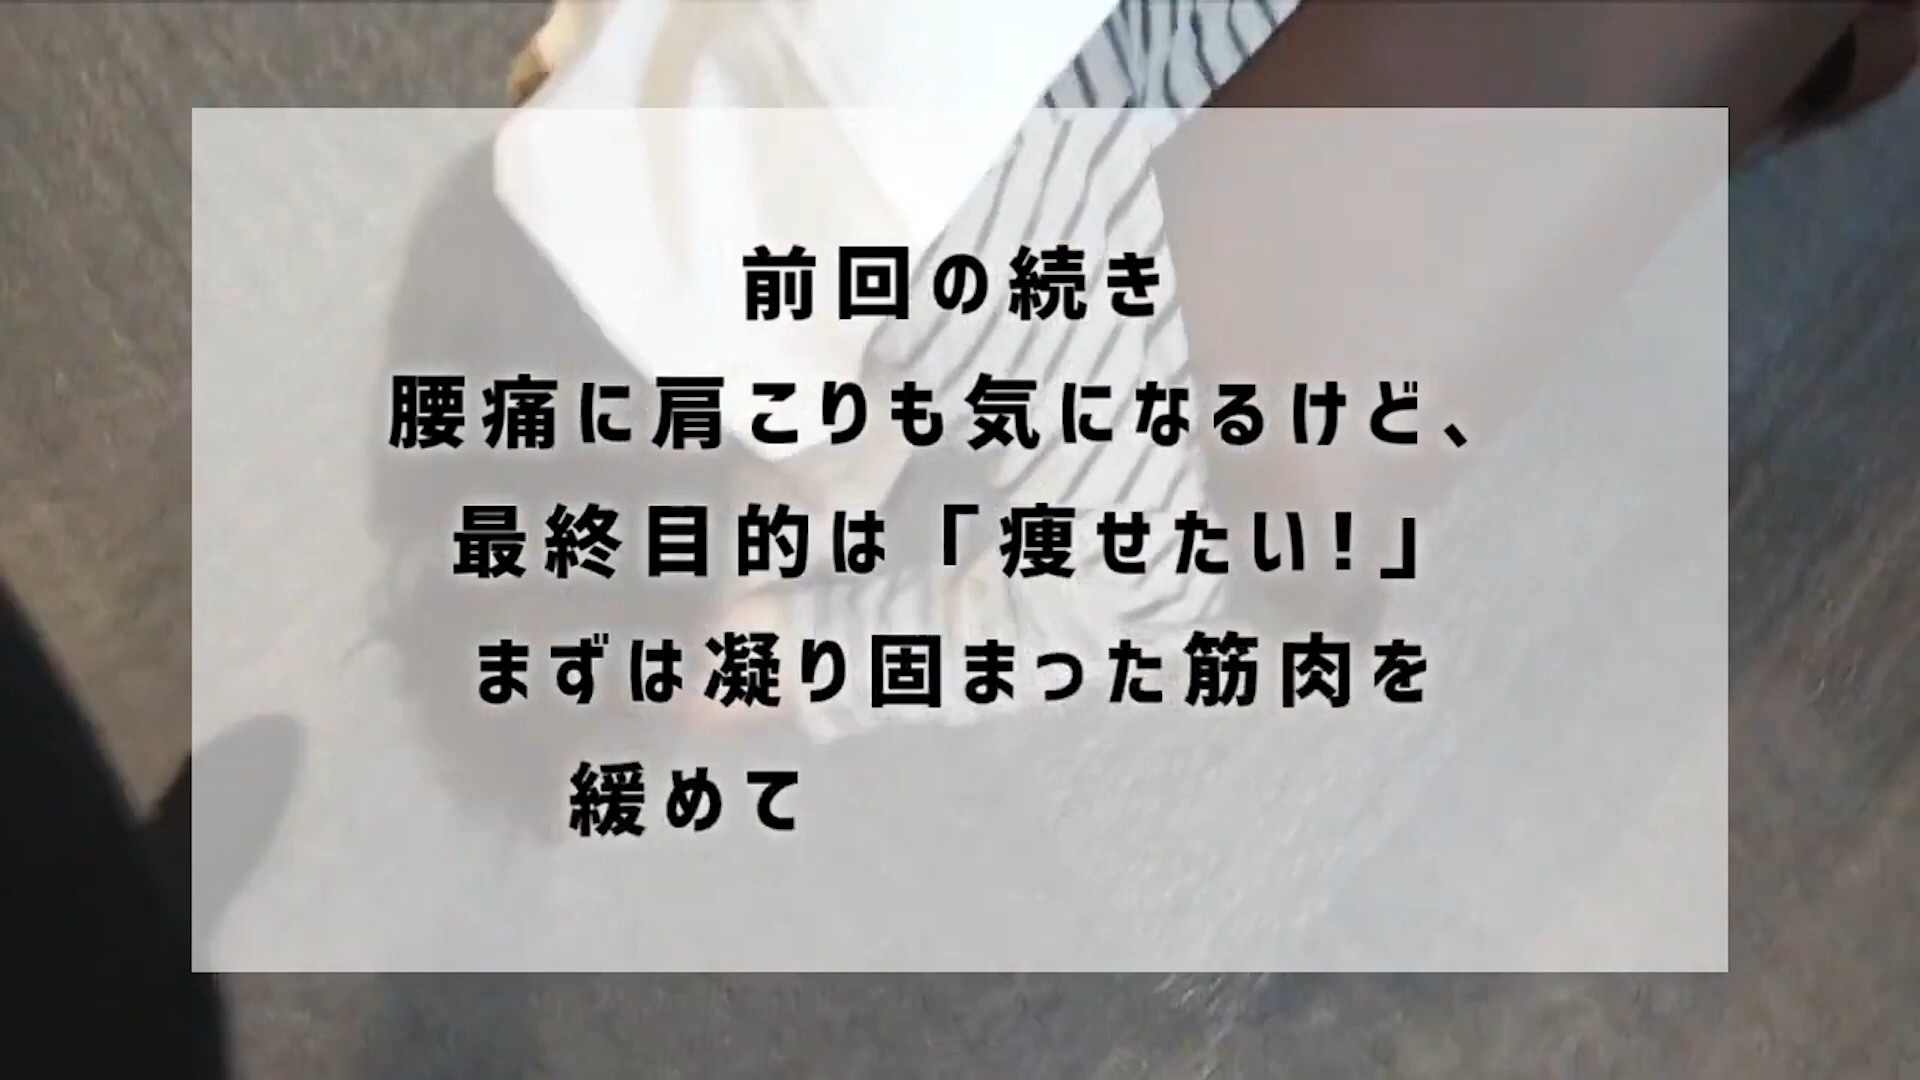 前回の続き
腰痛に肩こりも気になるけど、
最終目的は「痩せたい!」
まずは凝り固まった筋肉を
緩めて